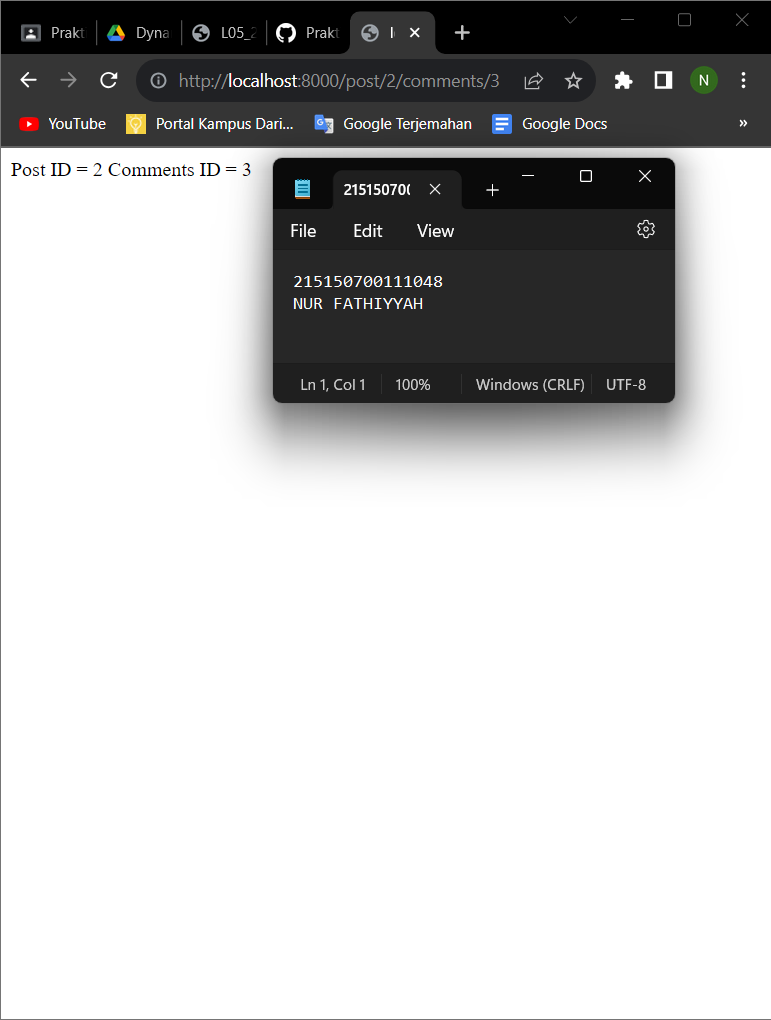 Prakt
Dyna
L05_2
Prakt
http://localhost:8000/post/2/comments/3
N
YouTube
Portal Kampus Dari...
Google Terjemahan
Google Docs
»
Post ID = 2 Comments ID = 3
21515070
File Edit View
215150700111048
NUR FATHIYYAH
Ln 1, Col 1
100%
Windows (CRLF)
UTF-8